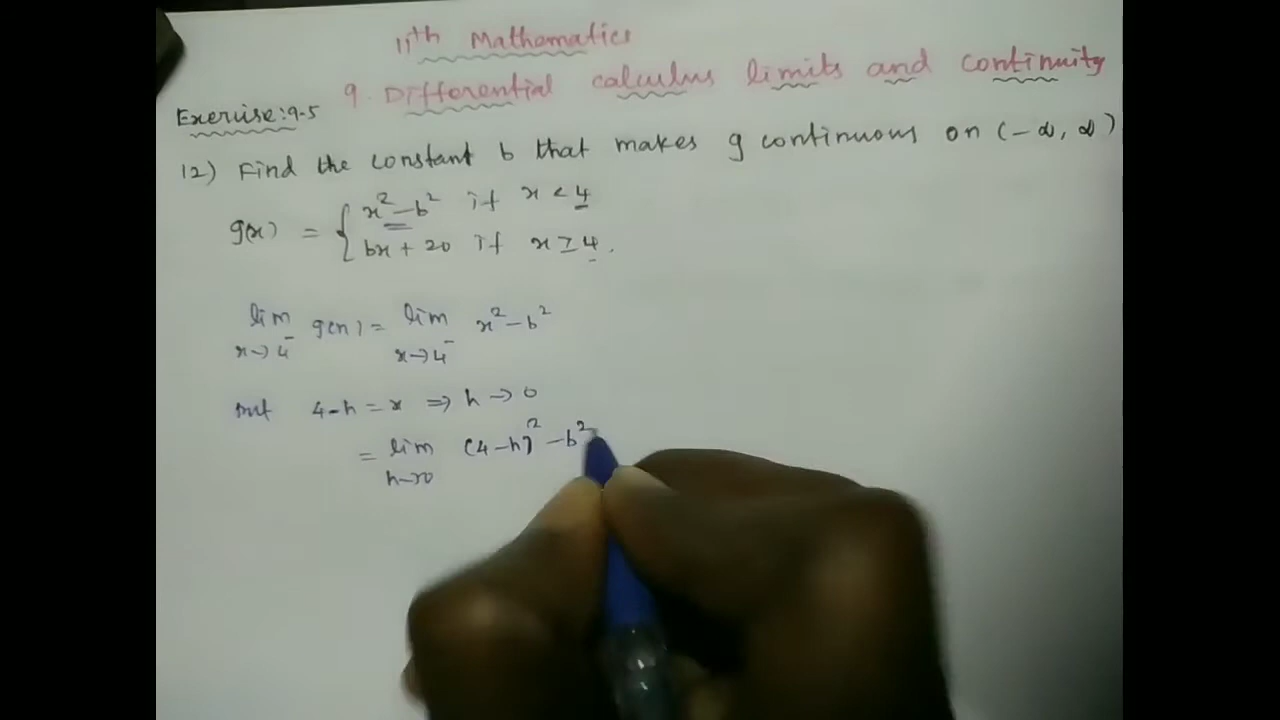 11th Mathematics
9. Differential calculus limits and continuity
Exercise: 9-5
12) Find the constant b that makes g continuous on (-∞, ∞)
g(x) = { x² - b² if x < 4
bx + 20 if x ≥ 4.
lim x→4⁻ g(x) = lim x→4⁻ x² - b²
put 4-h = x ⇒ h → 0
= lim h→0 (4-h)² - b²